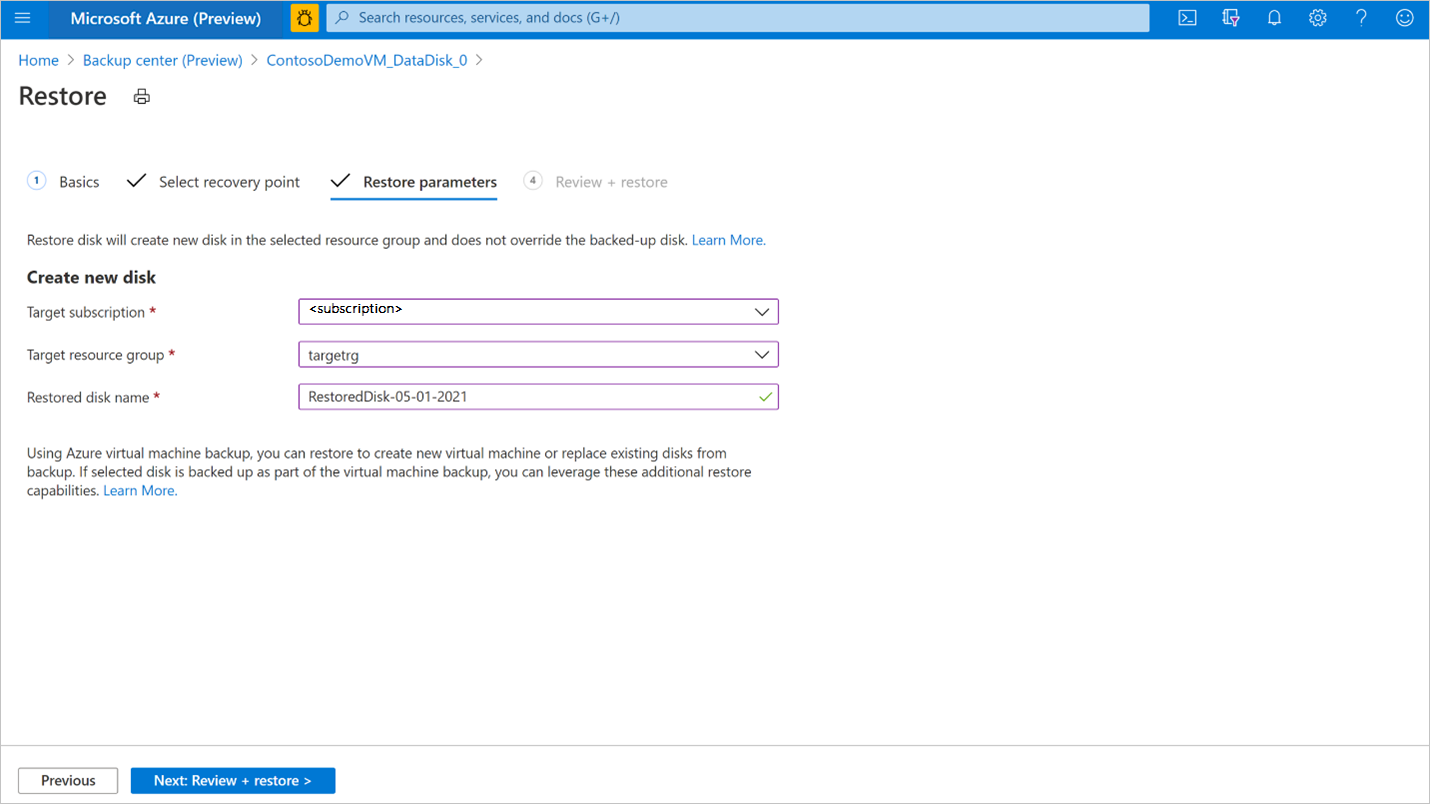 Microsoft Azure (Preview) Search resources, services, and docs (G+/)
Home > Backup center (Preview) > ContosoDemoVM_DataDisk_0 >
Restore
1 Basics Select recovery point Restore parameters 4 Review + restore
Restore disk will create new disk in the selected resource group and does not override the backed-up disk. Learn More.
Create new disk
Target subscription * <subscription>
Target resource group * targetrg
Restored disk name * RestoredDisk-05-01-2021
Using Azure virtual machine backup, you can restore to create new virtual machine or replace existing disks from
backup. If selected disk is backed up as part of the virtual machine backup, you can leverage these additional restore
capabilities. Learn More.
Previous Next: Review + restore >